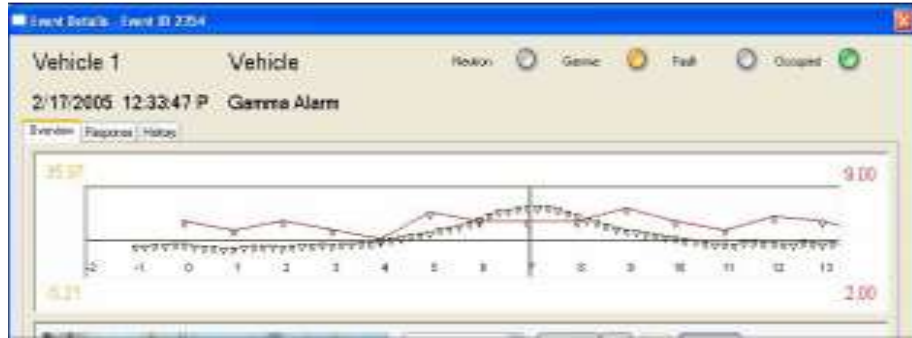 Event Details - Event ID 2354
Vehicle 1 Vehicle Neutron Gamma Fault Occupied
2/17/2005 12:33:47 P Gamma Alarm
Overview Response History
9.00
-2 -1 0 1 2 3 4 5 6 7 8 9 10 11 12 13
2.00